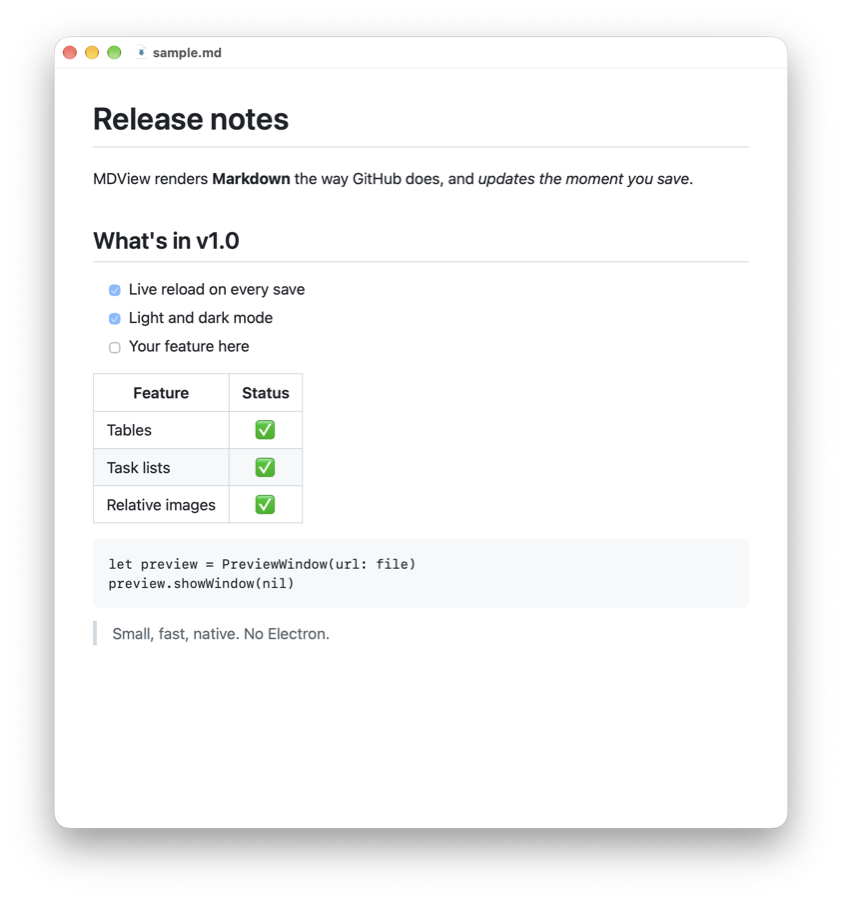 sample.md
Release notes
MDView renders Markdown the way GitHub does, and updates the moment you save.
What's in v1.0
Live reload on every save
Light and dark mode
Your feature here
Feature Status
Tables ✅
Task lists ✅
Relative images ✅
let preview = PreviewWindow(url: file)
preview.showWindow(nil)
Small, fast, native. No Electron.